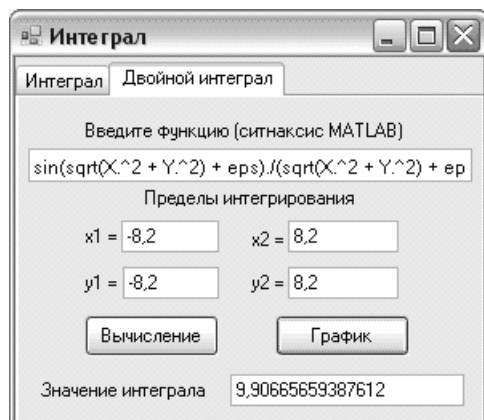 Интеграл
Интеграл Двойной интеграл
Введите функцию (ситнаксис MATLAB)
sin(sqrt(X.^2 + Y.^2) + eps)./(sqrt(X.^2 + Y.^2) + ep
Пределы интегрирования
x1 = -8,2 x2 = 8,2
y1 = -8,2 y2 = 8,2
Вычисление График
Значение интеграла 9,90665659387612